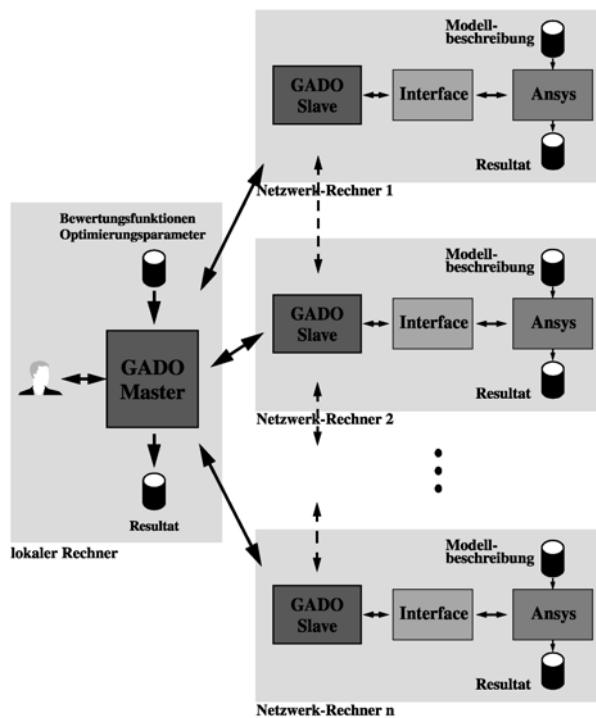 Modell-
beschreibung
GADO
Slave
Interface
Ansys
Resultat
Netzwerk-Rechner 1
Bewertungsfunktionen
Optimierungsparameter
GADO
Master
Resultat
lokaler Rechner
Modell-
beschreibung
GADO
Slave
Interface
Ansys
Resultat
Netzwerk-Rechner 2
Modell-
beschreibung
GADO
Slave
Interface
Ansys
Resultat
Netzwerk-Rechner n